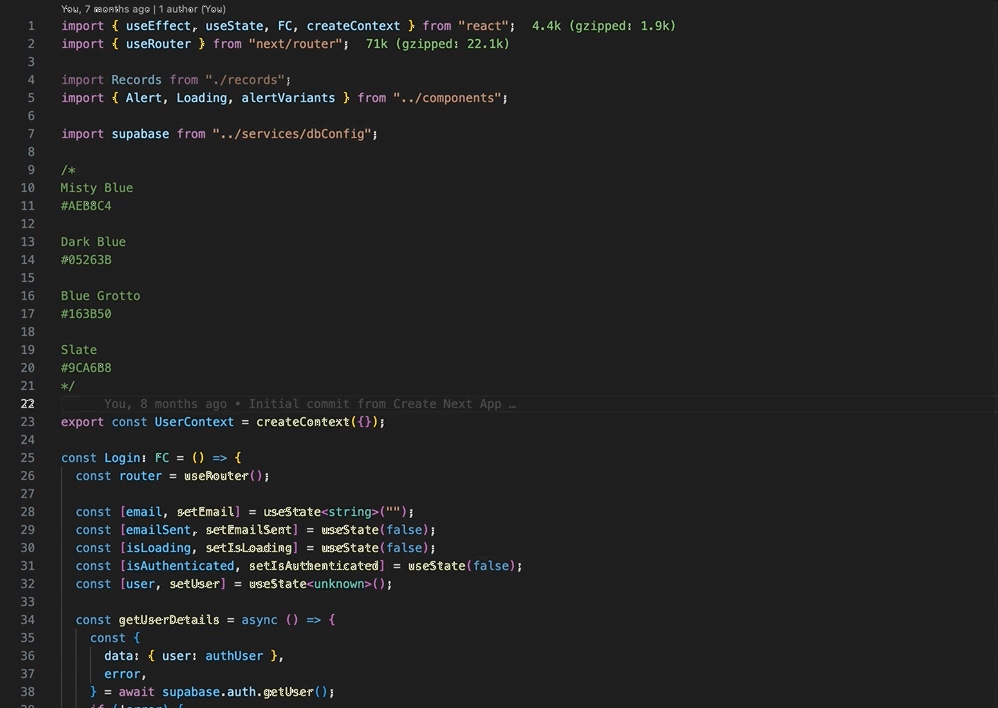 You, 7 months ago | 1 author (You)
1 import { useEffect, useState, FC, createContext } from "react"; 4.4k (gzipped: 1.9k)
2 import { useRouter } from "next/router"; 71k (gzipped: 22.1k)
3
4 import Records from "./records";
5 import { Alert, Loading, alertVariants } from "../components";
6
7 import supabase from "../services/dbConfig";
8
9 /*
10 Misty Blue
11 #AEB8C4
12
13 Dark Blue
14 #05263B
15
16 Blue Grotto
17 #163B50
18
19 Slate
20 #9CA6B8
21 */
22 You, 8 months ago • Initial commit from Create Next App …
23 export const UserContext = createContext({});
24
25 const Login: FC = () => {
26 const router = useRouter();
27
28 const [email, setEmail] = useState<string>("");
29 const [emailSent, setEmailSent] = useState(false);
30 const [isLoading, setIsLoading] = useState(false);
31 const [isAuthenticated, setIsAuthenticated] = useState(false);
32 const [user, setUser] = useState<unknown>();
33
34 const getUserDetails = async () => {
35 const {
36 data: { user: authUser },
37 error,
38 } = await supabase.auth.getUser();
39 if (!error) {